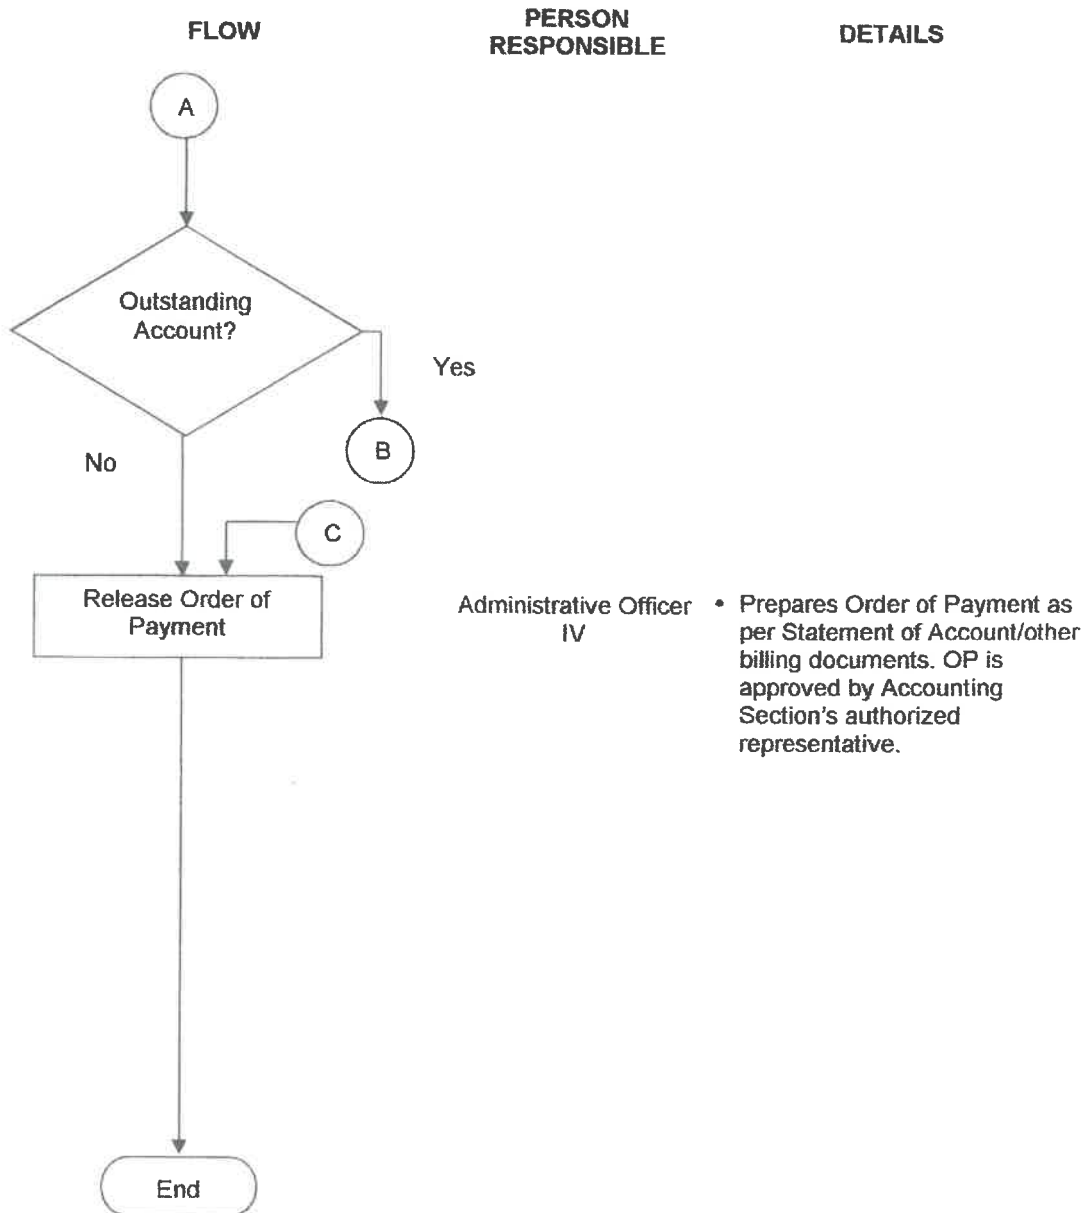 FLOW
PERSON
RESPONSIBLE
DETAILS
A
Outstanding
Account?
Yes
B
No
C
Release Order of
Payment
Administrative Officer
IV
• Prepares Order of Payment as
per Statement of Account/other
billing documents. OP is
approved by Accounting
Section's authorized
representative.
End